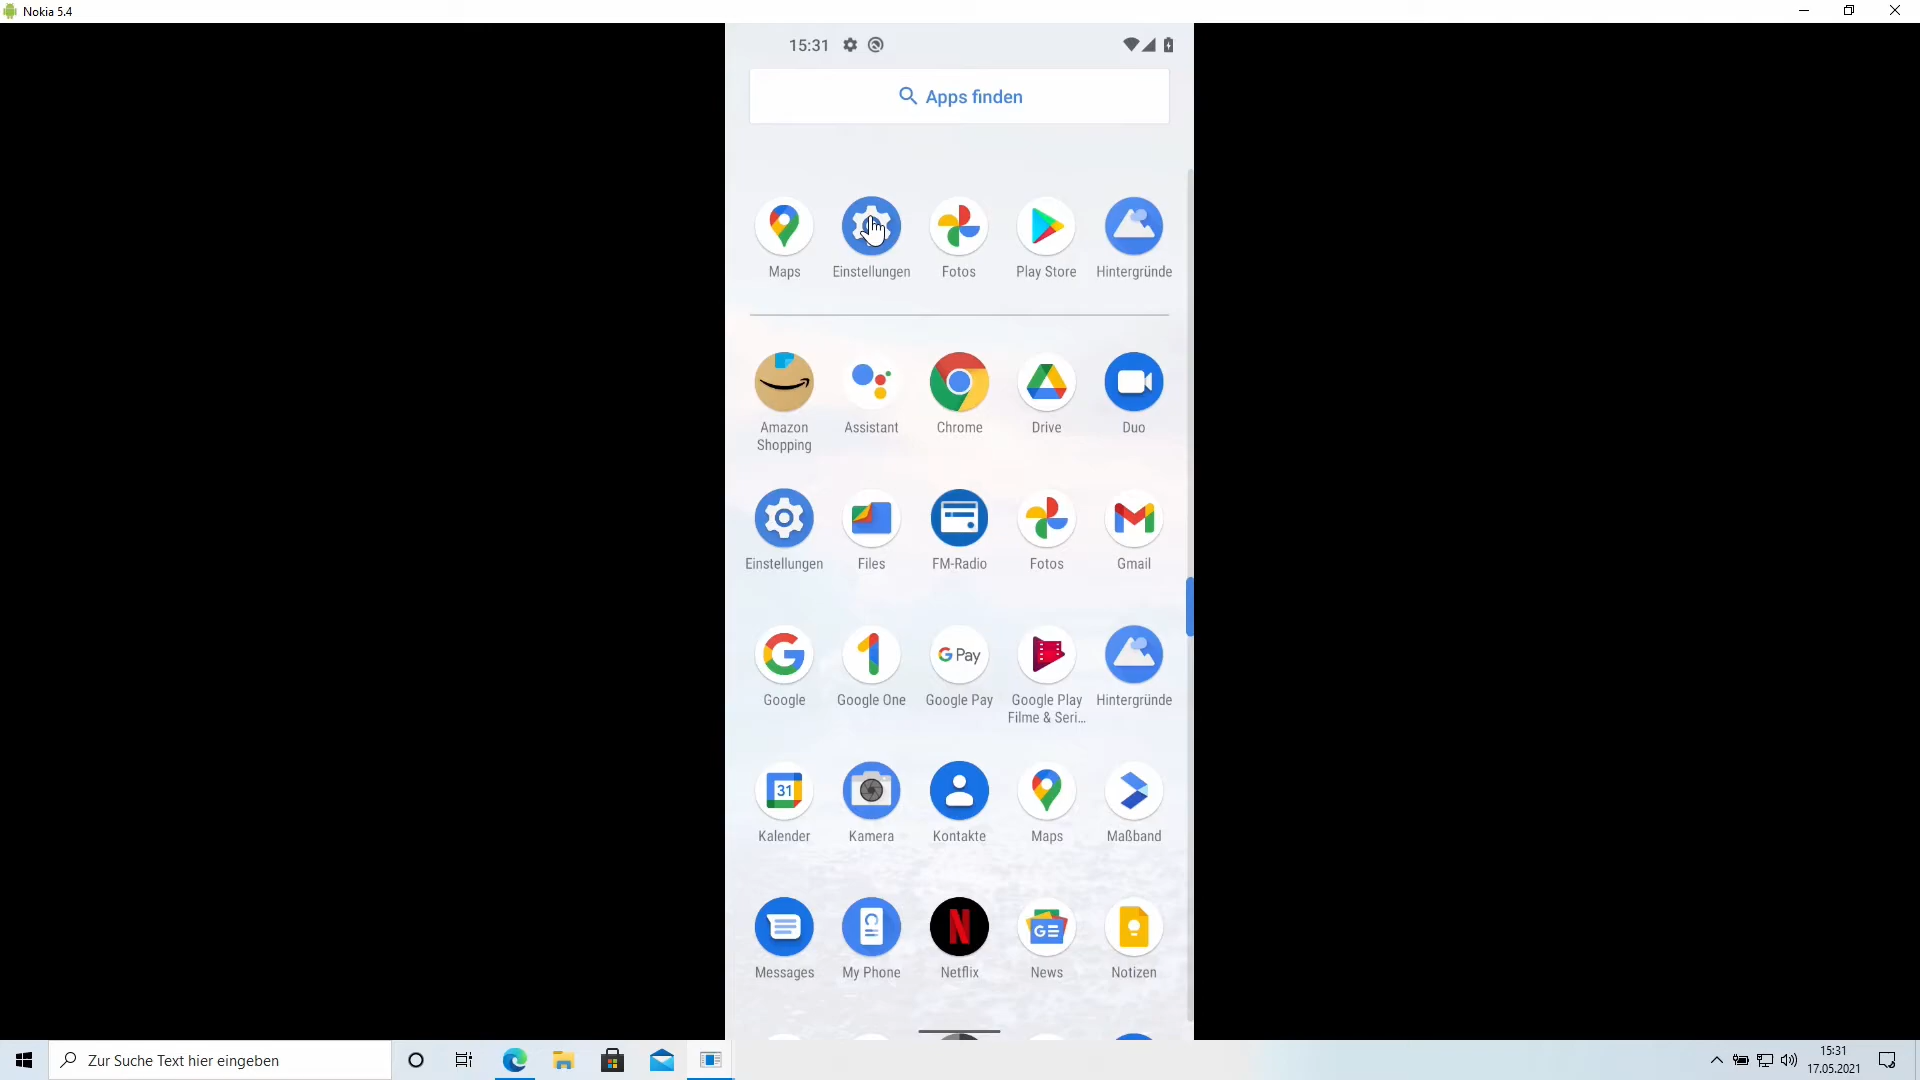 Nokia 5.4
15:31
Apps finden
Maps Einstellungen Fotos Play Store Hintergründe
Amazon Shopping Assistant Chrome Drive Duo
Einstellungen Files FM-Radio Fotos Gmail
G Pay
Google Google One Google Pay Google Play Filme & Seri... Hintergründe
31
Kalender Kamera Kontakte Maps Maßband
N GE
Messages My Phone Netflix News Notizen
Zur Suche Text hier eingeben
15:31
17.05.2021